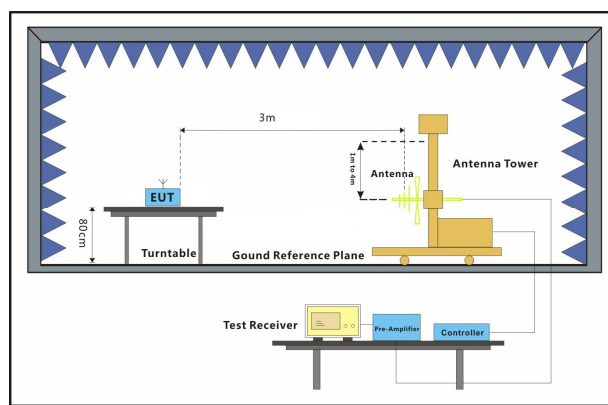 3m
1m to 4m
Antenna Tower
Antenna
EUT
80cm
Turntable
Gound Reference Plane
Test Receiver
Pre-Amplifier
Controller